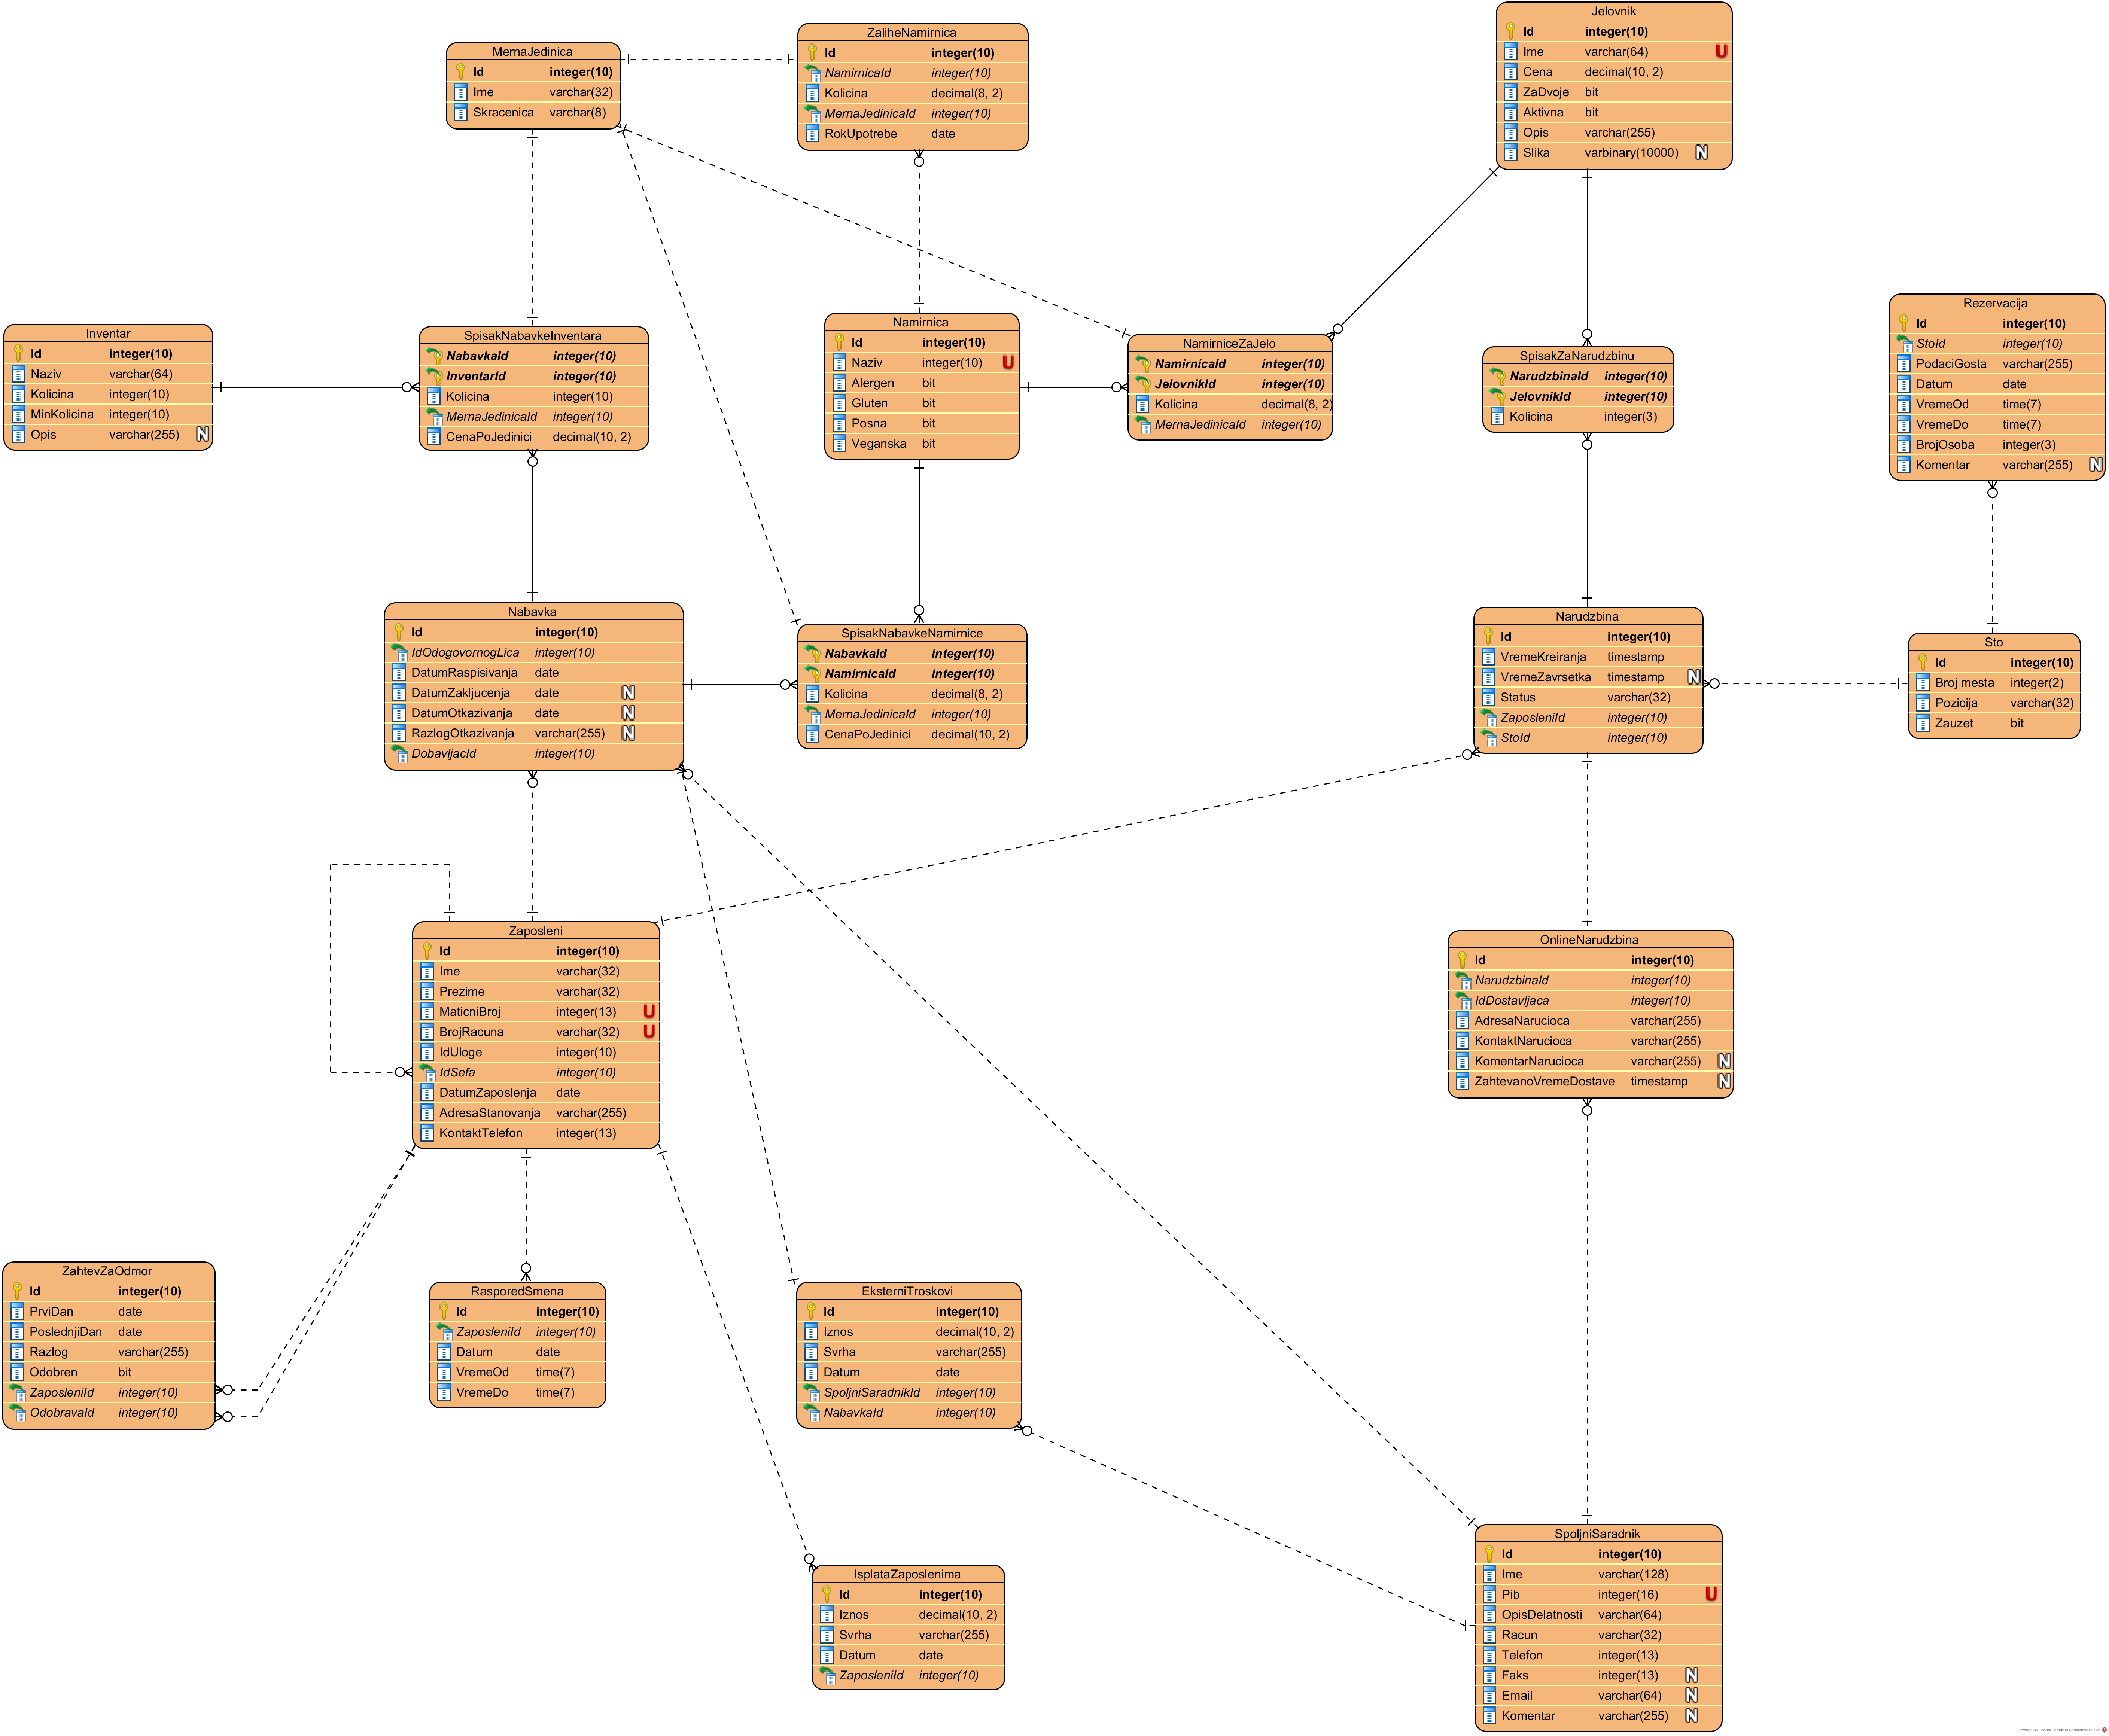 MernaJedinica
Id integer(10)
Ime varchar(32)
Skracenica varchar(8)
ZaliheNamirnica
Id integer(10)
NamirnicaId integer(10)
Kolicina decimal(8, 2)
MernaJedinicaId integer(10)
RokUpotrebe date
Jelovnik
Id integer(10)
Ime varchar(64) U
Cena decimal(10, 2)
ZaDvoje bit
Aktivna bit
Opis varchar(255)
Slika varbinary(10000) N
Inventar
Id integer(10)
Naziv varchar(64)
Kolicina integer(10)
MinKolicina integer(10)
Opis varchar(255) N
SpisakNabavkeInventara
NabavkaId integer(10)
InventarId integer(10)
Kolicina integer(10)
MernaJedinicaId integer(10)
CenaPoJedinici decimal(10, 2)
Namirnica
Id integer(10)
Naziv integer(10) U
Alergen bit
Gluten bit
Posna bit
Veganska bit
NamirniceZaJelo
NamirnicaId integer(10)
JelovnikId integer(10)
Kolicina decimal(8, 2)
MernaJedinicaId integer(10)
SpisakZaNarudzbinu
NarudzbinaId integer(10)
JelovnikId integer(10)
Kolicina integer(3)
Rezervacija
Id integer(10)
StoId integer(10)
PodaciGosta varchar(255)
Datum date
VremeOd time(7)
VremeDo time(7)
BrojOsoba integer(3)
Komentar varchar(255) N
Nabavka
Id integer(10)
IdOdogovornogLica integer(10)
DatumRaspisivanja date
DatumZakljucenja date N
DatumOtkazivanja date N
RazlogOtkazivanja varchar(255) N
DobavljacId integer(10)
SpisakNabavkeNamirnice
NabavkaId integer(10)
NamirnicaId integer(10)
Kolicina decimal(8, 2)
MernaJedinicaId integer(10)
CenaPoJedinici decimal(10, 2)
Narudzbina
Id integer(10)
VremeKreiranja timestamp
VremeZavrsetka timestamp N
Status varchar(32)
ZaposleniId integer(10)
StoId integer(10)
Sto
Id integer(10)
Broj mesta integer(2)
Pozicija varchar(32)
Zauzet bit
Zaposleni
Id integer(10)
Ime varchar(32)
Prezime varchar(32)
MaticniBroj integer(13) U
BrojRacuna varchar(32) U
IdUloge integer(10)
IdSefa integer(10)
DatumZaposlenja date
AdresaStanovanja varchar(255)
KontaktTelefon integer(13)
OnlineNarudzbina
Id integer(10)
NarudzbinaId integer(10)
IdDostavljaca integer(10)
AdresaNarucioca varchar(255)
KontaktNarucioca varchar(255)
KomentarNarucioca varchar(255) N
ZahtevanoVremeDostave timestamp N
ZahtevZaOdmor
Id integer(10)
PrviDan date
PoslednjiDan date
Razlog varchar(255)
Odobren bit
ZaposleniId integer(10)
OdobravaId integer(10)
RasporedSmena
Id integer(10)
ZaposleniId integer(10)
Datum date
VremeOd time(7)
VremeDo time(7)
EksterniTroskovi
Id integer(10)
Iznos decimal(10, 2)
Svrha varchar(255)
Datum date
SpoljniSaradnikId integer(10)
NabavkaId integer(10)
IsplataZaposlenima
Id integer(10)
Iznos decimal(10, 2)
Svrha varchar(255)
Datum date
ZaposleniId integer(10)
SpoljniSaradnik
Id integer(10)
Ime varchar(128)
Pib integer(16) U
OpisDelatnosti varchar(64)
Racun varchar(32)
Telefon integer(13)
Faks integer(13) N
Email varchar(64) N
Komentar varchar(255) N
Powered By Visual Paradigm Community Edition